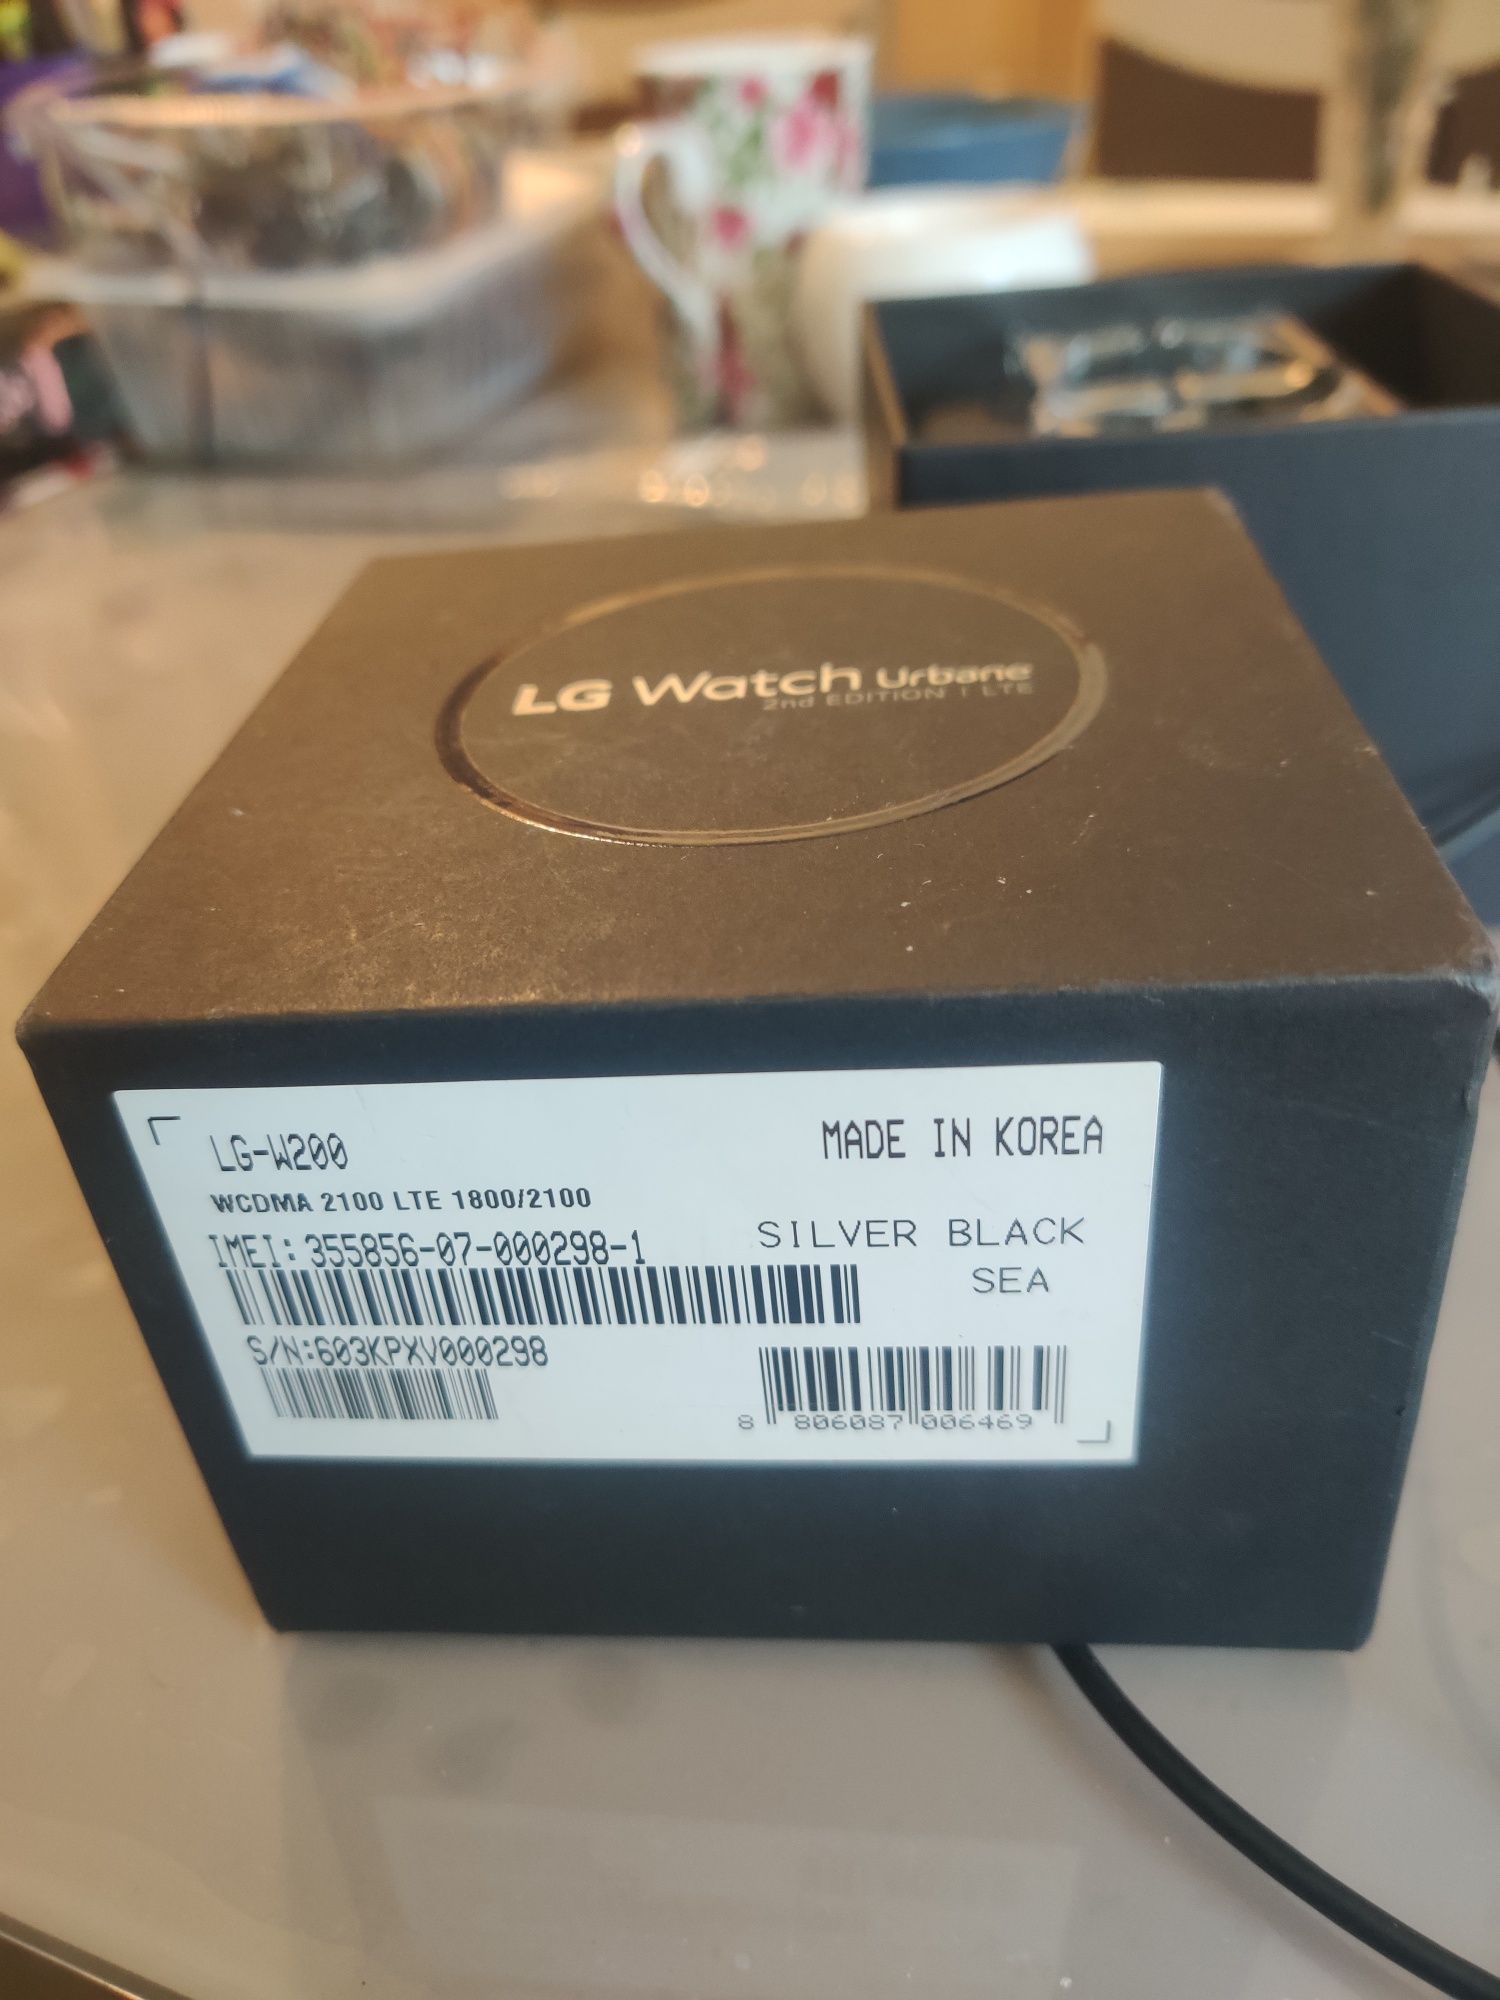 LG Watch Urbane
2nd EDITION | LTE
LG-W200
MADE IN KOREA
WCDMA 2100 LTE 1800/2100
IMEI:355856-07-000298-1
SILVER BLACK
SEA
S/N:603KPXV000298
8 806087 006469